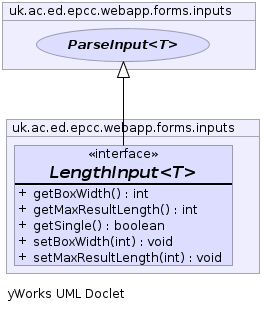 uk.ac.ed.epcc.webapp.forms.inputs
ParseInput<T>
uk.ac.ed.epcc.webapp.forms.inputs
«interface»
LengthInput<T>
+ getBoxWidth() : int
+ getMaxResultLength() : int
+ getSingle() : boolean
+ setBoxWidth(int) : void
+ setMaxResultLength(int) : void
yWorks UML Doclet